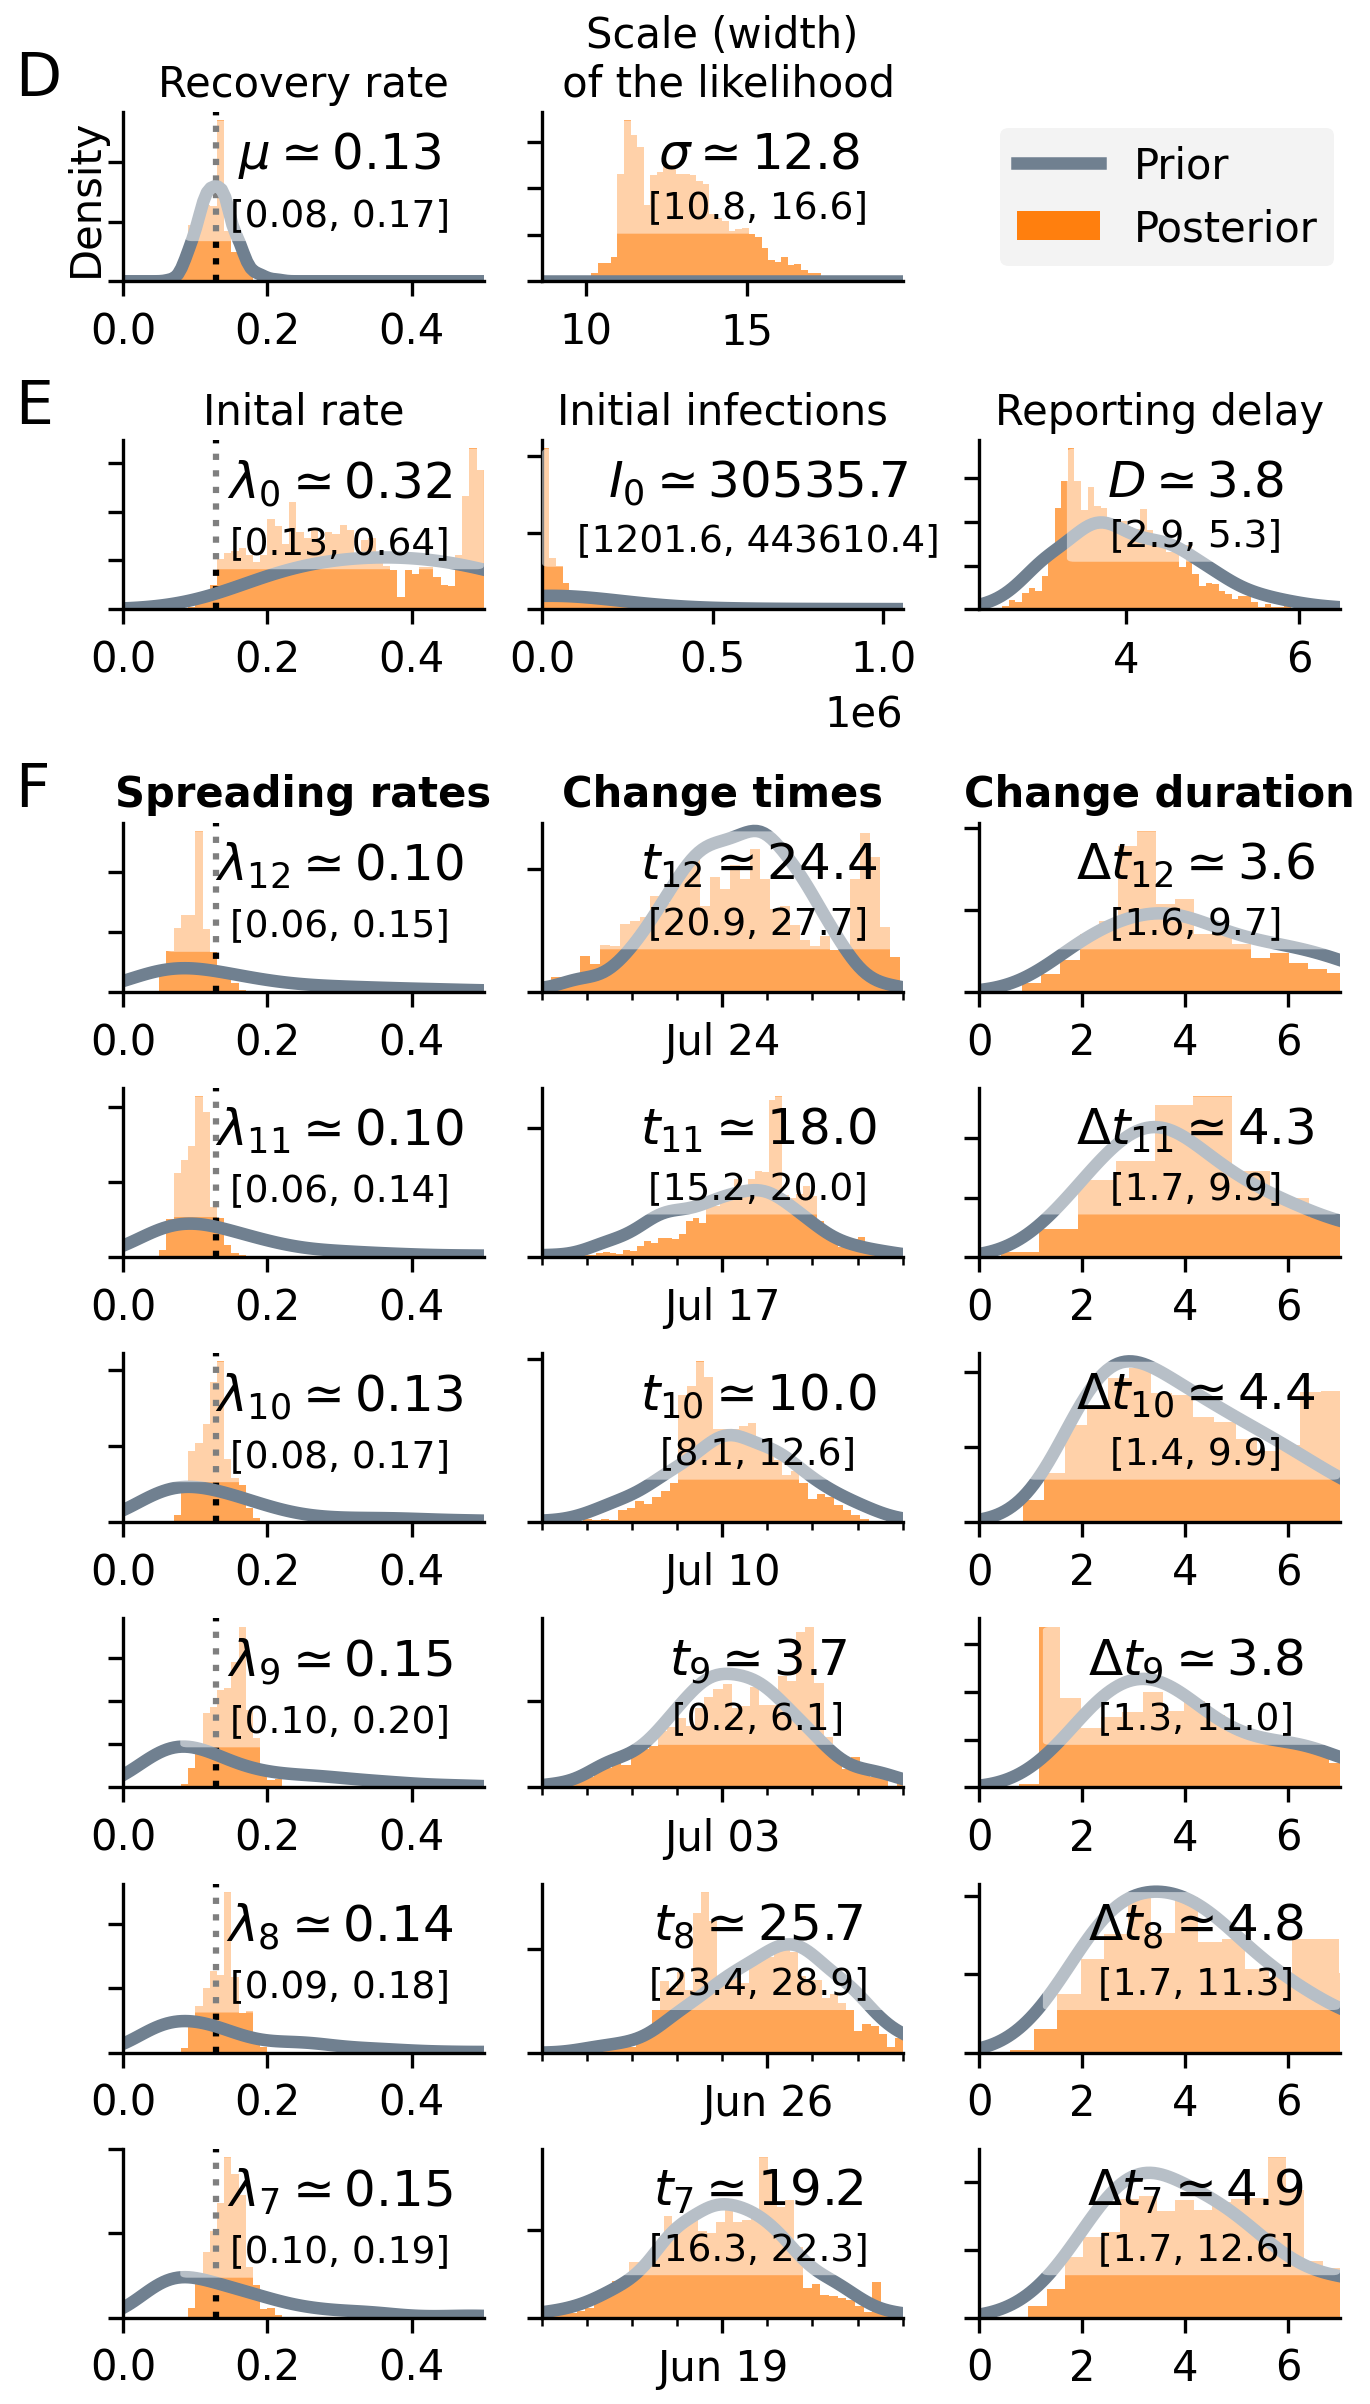 D
Recovery rate
Scale (width)
of the likelihood
Density
μ ≃ 0.13
[0.08, 0.17]
0.0 0.2 0.4
σ ≃ 12.8
[10.8, 16.6]
10 15
Prior
Posterior
E
Inital rate
λ0 ≃ 0.32
[0.13, 0.64]
0.0 0.2 0.4
Initial infections
I0 ≃ 30535.7
[1201.6, 443610.4]
0.0 0.5 1.0
1e6
Reporting delay
D ≃ 3.8
[2.9, 5.3]
4 6
F
Spreading rates
Change times
Change duration
λ12 ≃ 0.10
[0.06, 0.15]
0.0 0.2 0.4
t12 ≃ 24.4
[20.9, 27.7]
Jul 24
Δt12 ≃ 3.6
[1.6, 9.7]
0 2 4 6
λ11 ≃ 0.10
[0.06, 0.14]
0.0 0.2 0.4
t11 ≃ 18.0
[15.2, 20.0]
Jul 17
Δt11 ≃ 4.3
[1.7, 9.9]
0 2 4 6
λ10 ≃ 0.13
[0.08, 0.17]
0.0 0.2 0.4
t10 ≃ 10.0
[8.1, 12.6]
Jul 10
Δt10 ≃ 4.4
[1.4, 9.9]
0 2 4 6
λ9 ≃ 0.15
[0.10, 0.20]
0.0 0.2 0.4
t9 ≃ 3.7
[0.2, 6.1]
Jul 03
Δt9 ≃ 3.8
[1.3, 11.0]
0 2 4 6
λ8 ≃ 0.14
[0.09, 0.18]
0.0 0.2 0.4
t8 ≃ 25.7
[23.4, 28.9]
Jun 26
Δt8 ≃ 4.8
[1.7, 11.3]
0 2 4 6
λ7 ≃ 0.15
[0.10, 0.19]
0.0 0.2 0.4
t7 ≃ 19.2
[16.3, 22.3]
Jun 19
Δt7 ≃ 4.9
[1.7, 12.6]
0 2 4 6